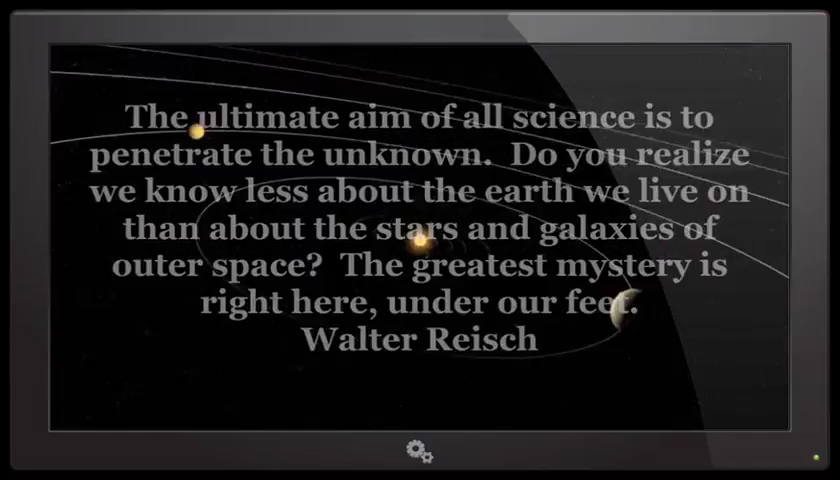 The ultimate aim of all science is to
penetrate the unknown.  Do you realize
we know less about the earth we live on
than about the stars and galaxies of
outer space?  The greatest mystery is
right here, under our feet.
Walter Reisch